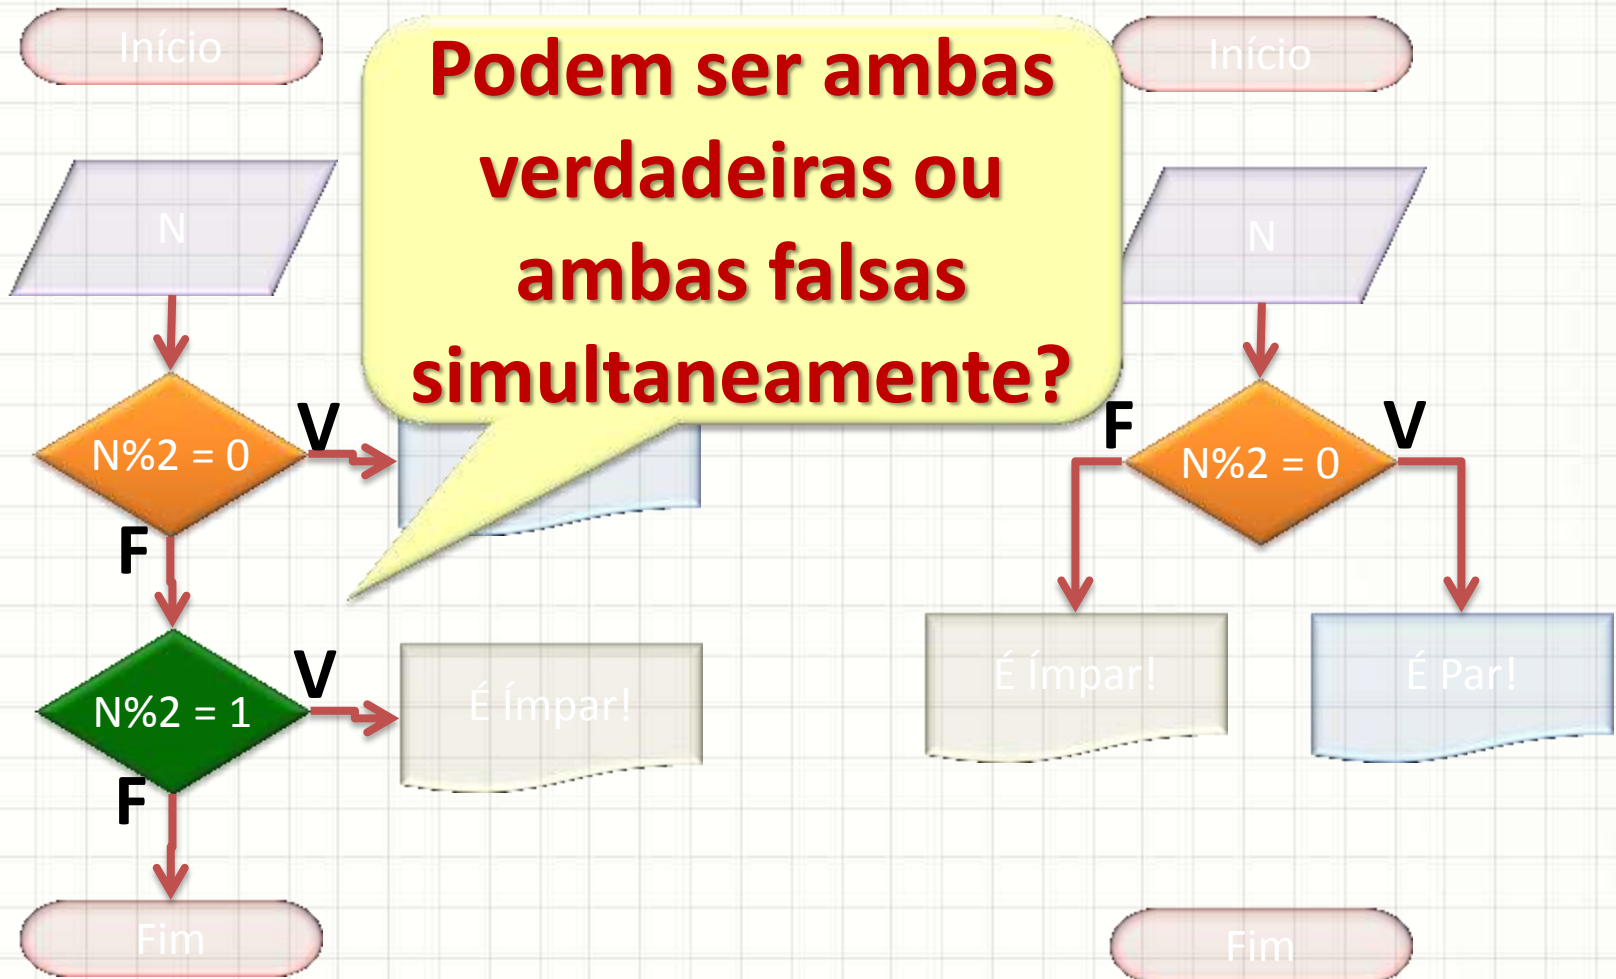 Início
Podem ser ambas
verdadeiras ou
ambas falsas
simultaneamente?
Início
N
N
N%2 = 0
V
F
F
N%2 = 0
V
N%2 = 1
V
F
É Ímpar!
É Ímpar!
É Par!
Fim
Fim